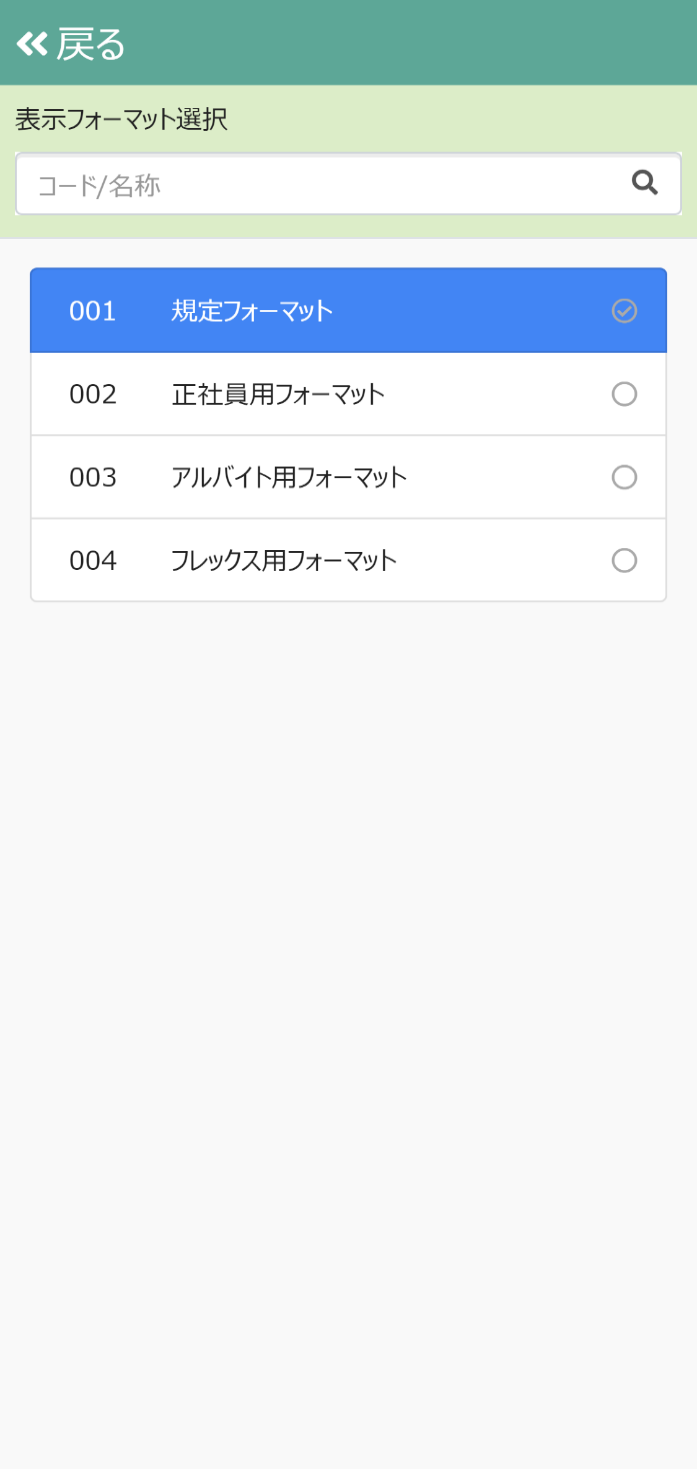 戻る
表示フォーマット選択
コード/名称
001 規定フォーマット
002 正社員用フォーマット
003 アルバイト用フォーマット
004 フレックス用フォーマット